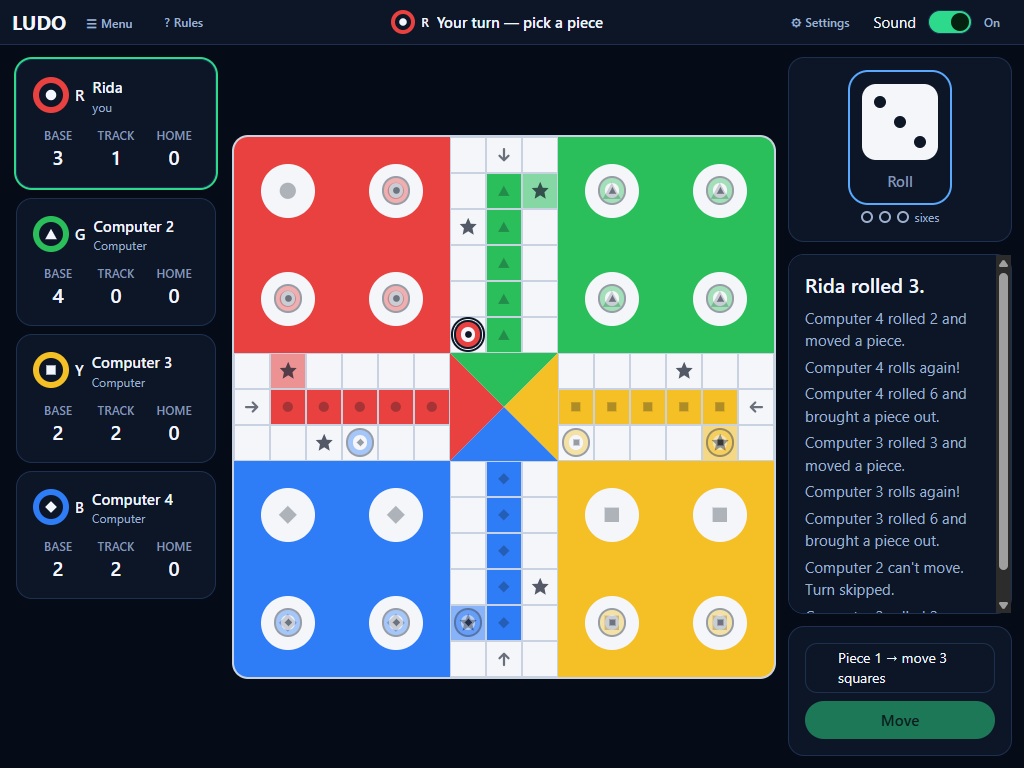 LUDO
☰ Menu
? Rules
R Your turn — pick a piece
⚙ Settings
Sound
On
R
Rida
you
BASE TRACK HOME
3 1 0
G
Computer 2
Computer
BASE TRACK HOME
4 0 0
Y
Computer 3
Computer
BASE TRACK HOME
2 2 0
B
Computer 4
Computer
BASE TRACK HOME
2 2 0
Roll
sixes
Rida rolled 3.
Computer 4 rolled 2 and
moved a piece.
Computer 4 rolls again!
Computer 4 rolled 6 and
brought a piece out.
Computer 3 rolled 3 and
moved a piece.
Computer 3 rolls again!
Computer 3 rolled 6 and
brought a piece out.
Computer 2 can't move.
Turn skipped.
Piece 1 → move 3
squares
Move